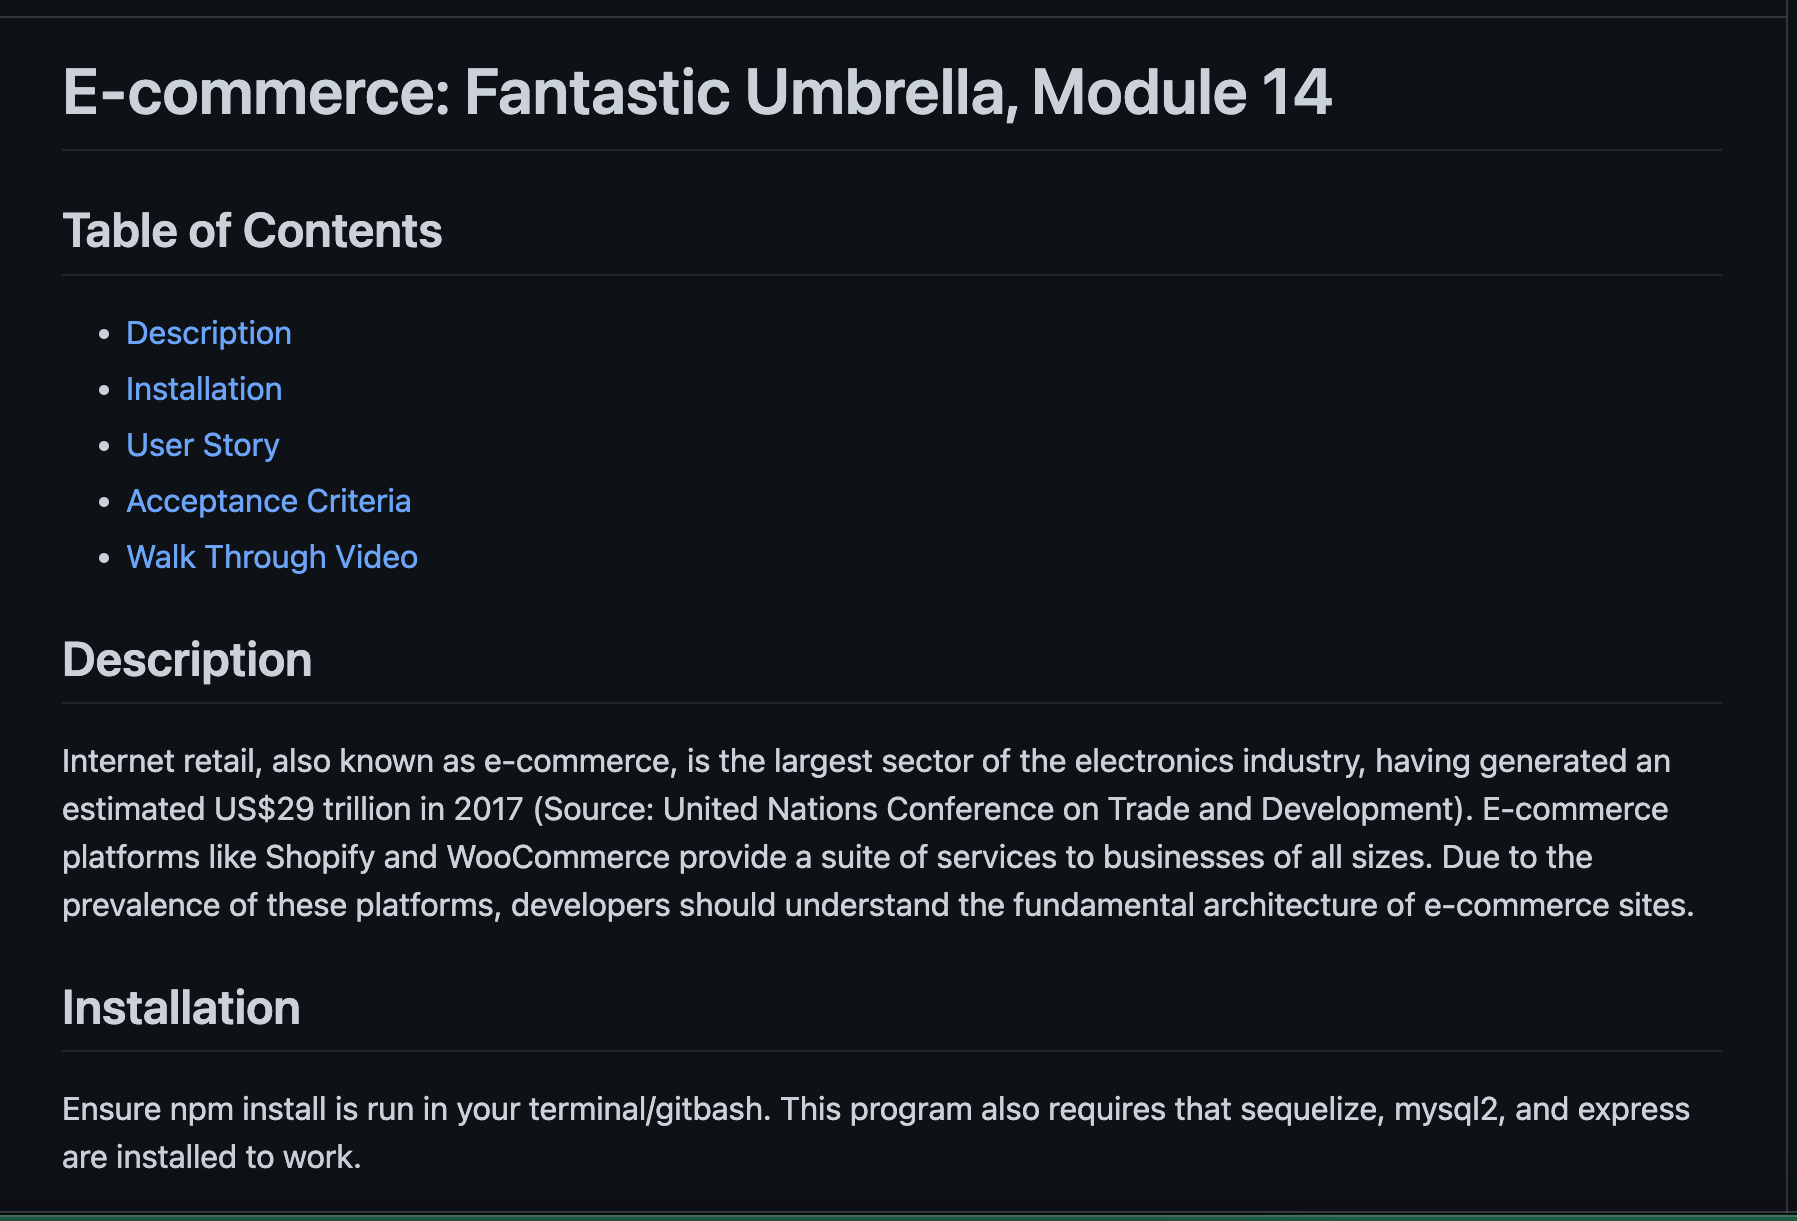 E-commerce: Fantastic Umbrella, Module 14
Table of Contents
Description
Installation
User Story
Acceptance Criteria
Walk Through Video
Description
Internet retail, also known as e-commerce, is the largest sector of the electronics industry, having generated an
estimated US$29 trillion in 2017 (Source: United Nations Conference on Trade and Development). E-commerce
platforms like Shopify and WooCommerce provide a suite of services to businesses of all sizes. Due to the
prevalence of these platforms, developers should understand the fundamental architecture of e-commerce sites.
Installation
Ensure npm install is run in your terminal/gitbash. This program also requires that sequelize, mysql2, and express
are installed to work.